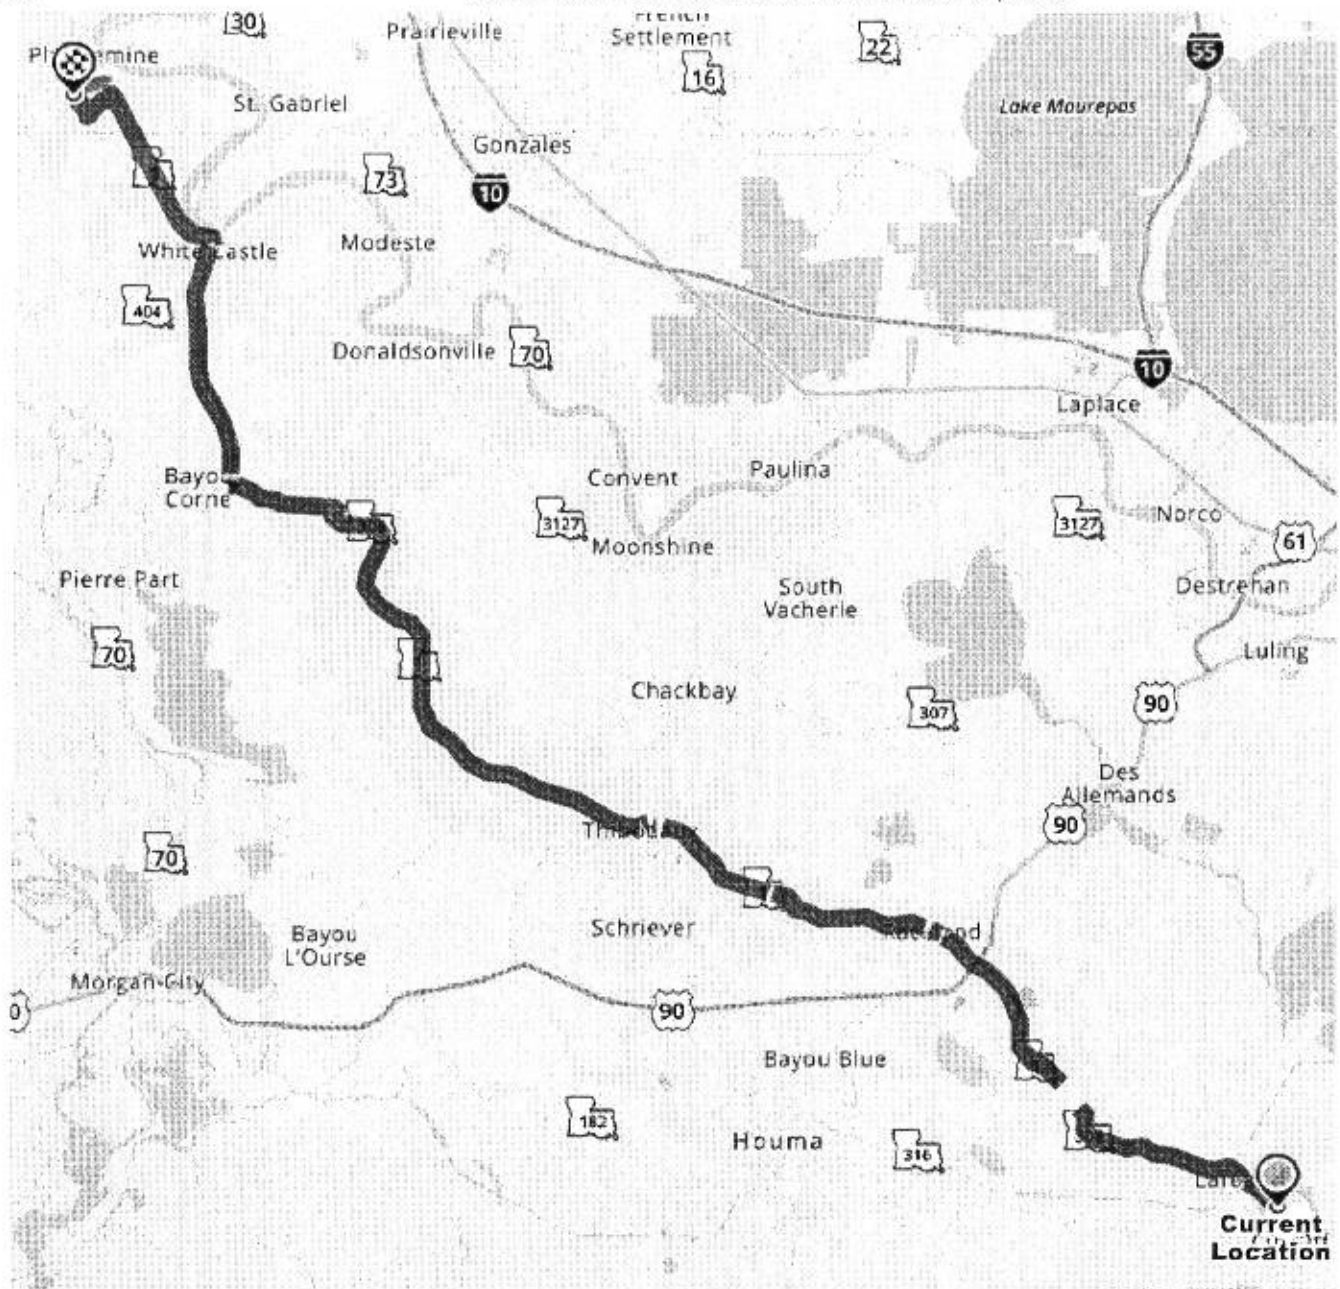 30
Prairieville
French
Settlement
22
55
16
St. Gabriel
Lake Maurepas
Gonzales
73
10
White Castle
Modeste
404
Donaldsonville
70
10
Laplace
Bayou
Corne
Convent
Paulina
3127
3127
Norco
61
Moonshine
Pierre Part
South
Vacherie
Destrehan
70
Luling
Chackbay
307
90
Des
Allemands
90
70
Schriever
Bayou
L'Ourse
Morgan City
90
Bayou Blue
182
Houma
316
Current
Location